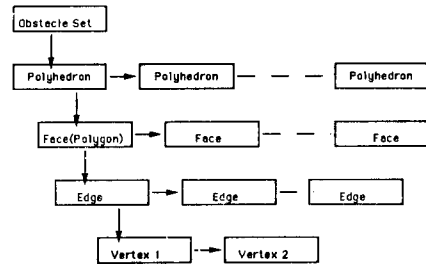 Obstacle Set
Polyhedron Polyhedron Polyhedron
Face(Polygon) Face Face
Edge Edge Edge
Vertex 1 Vertex 2